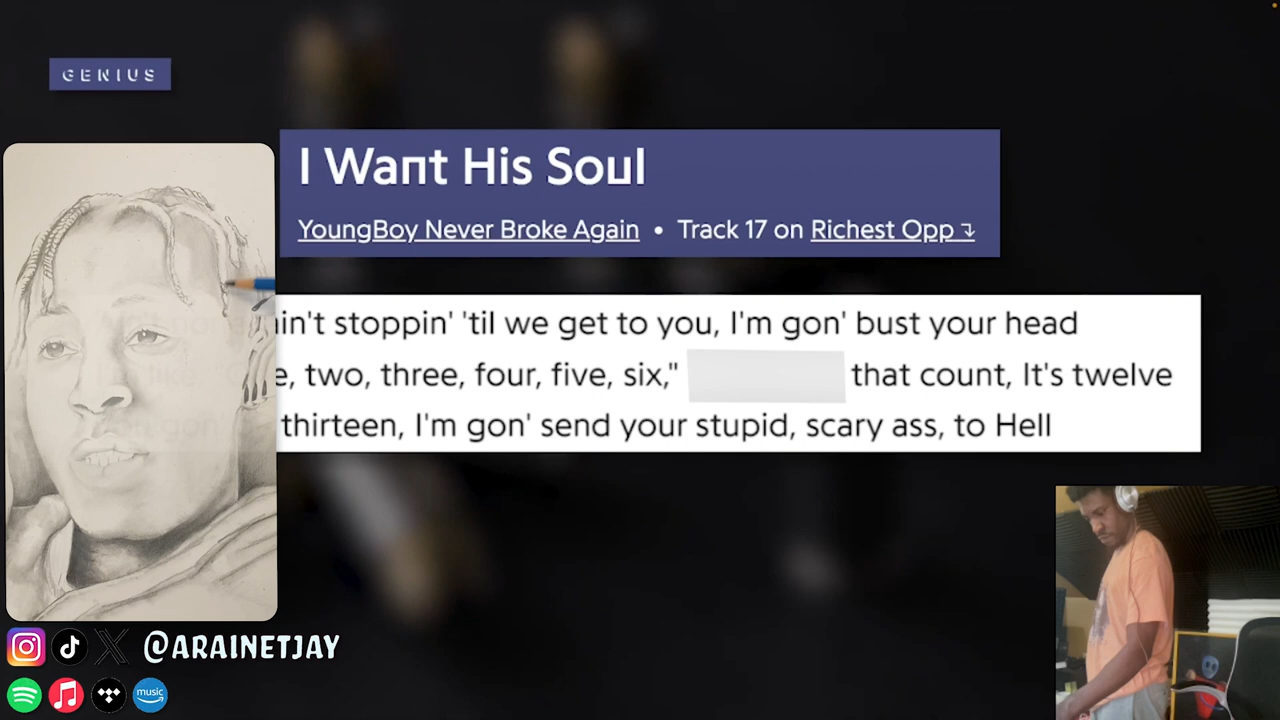 GENIUS
I Want His Soul
YoungBoy Never Broke Again • Track 17 on Richest Opp
ain't stoppin' 'til we get to you, I'm gon' bust your head
two, three, four, five, six," that count, It's twelve
thirteen, I'm gon' send your stupid, scary ass, to Hell
@ARAINETJAY
music